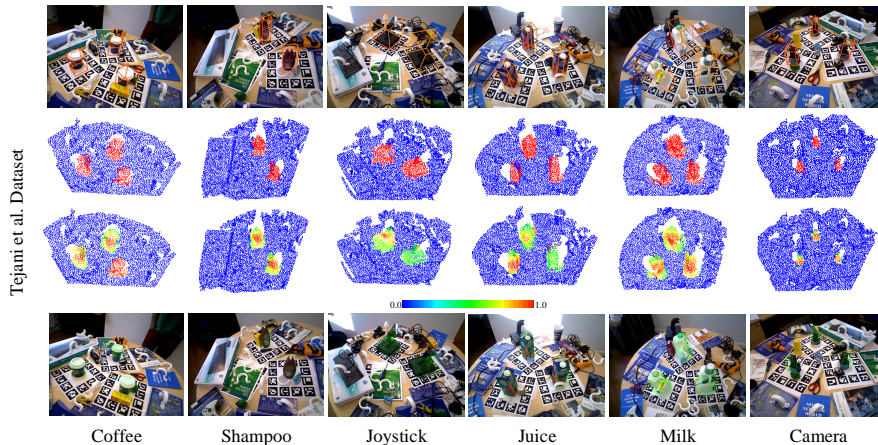 Tejani et al. Dataset
0.0
1.0
Coffee
Shampoo
Joystick
Juice
Milk
Camera